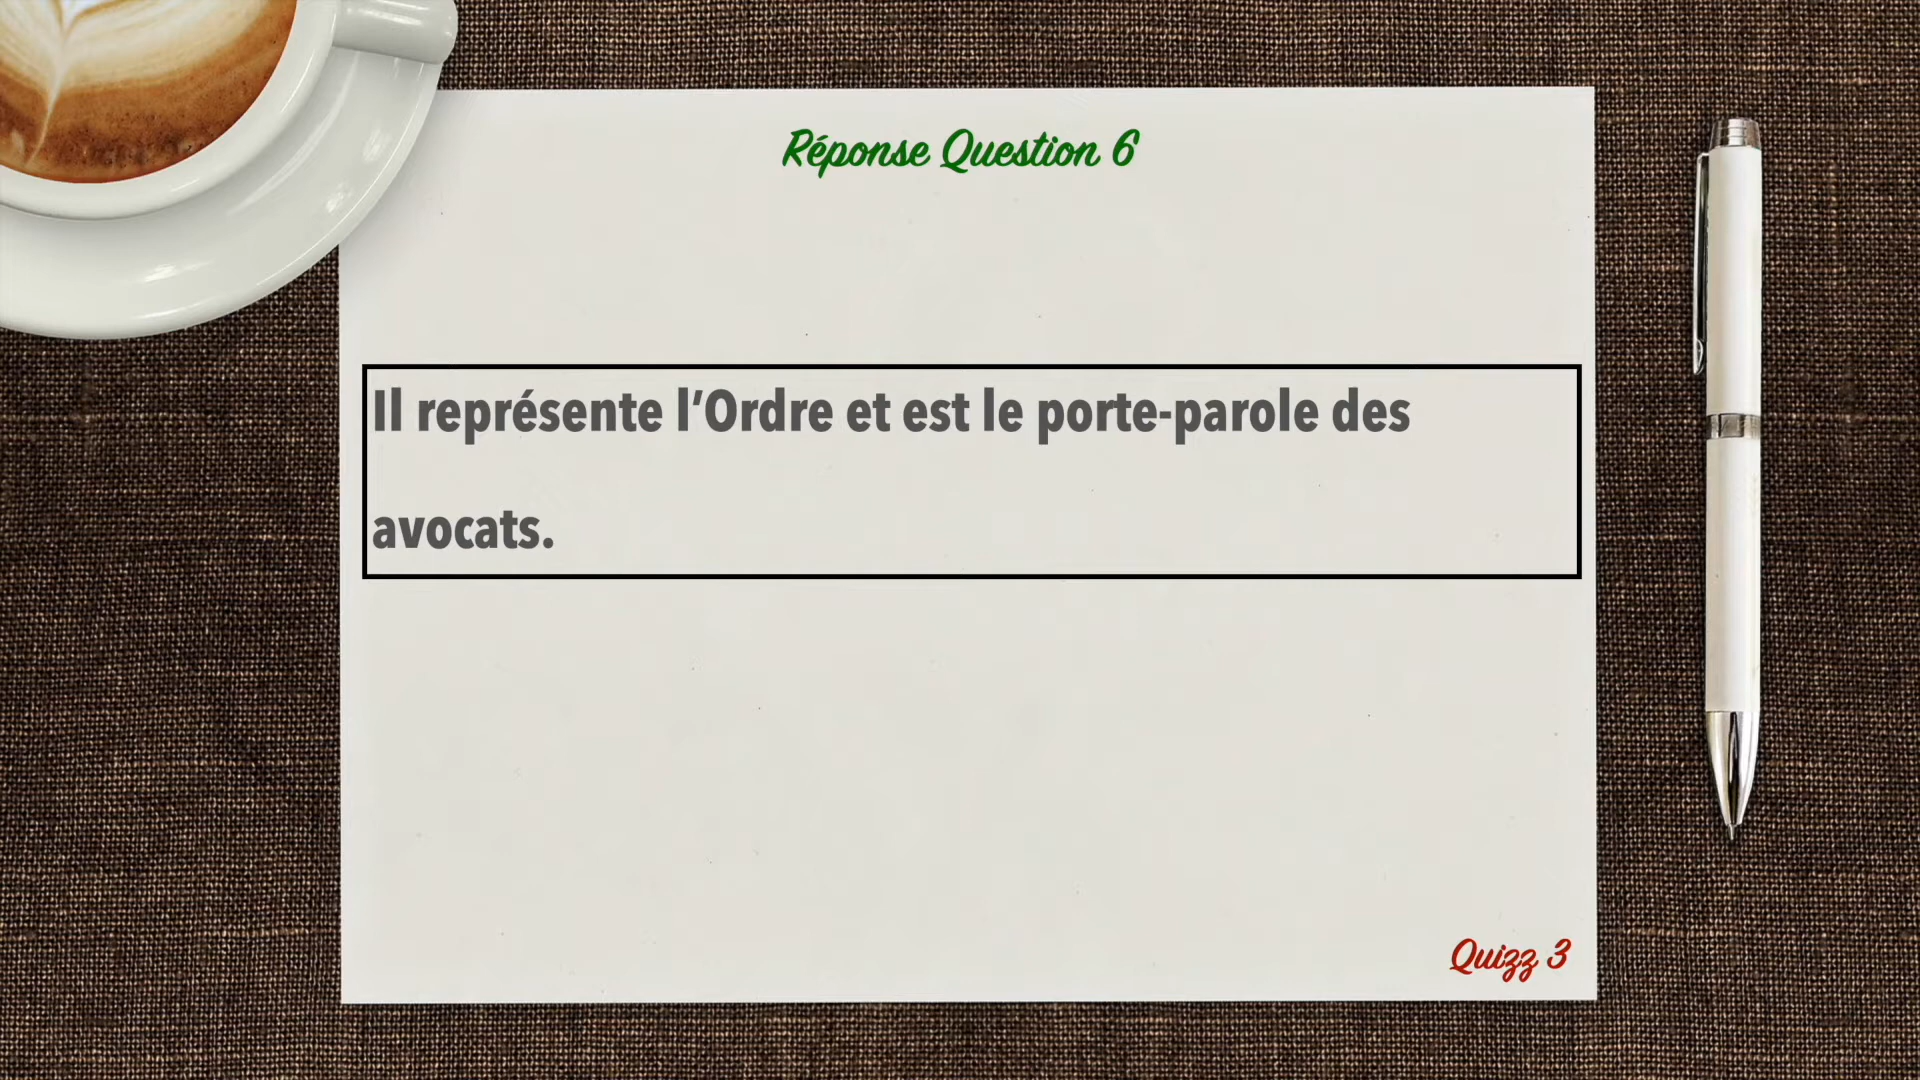 Réponse Question 6
Il représente l’Ordre et est le porte-parole des
avocats.
Quizz 3